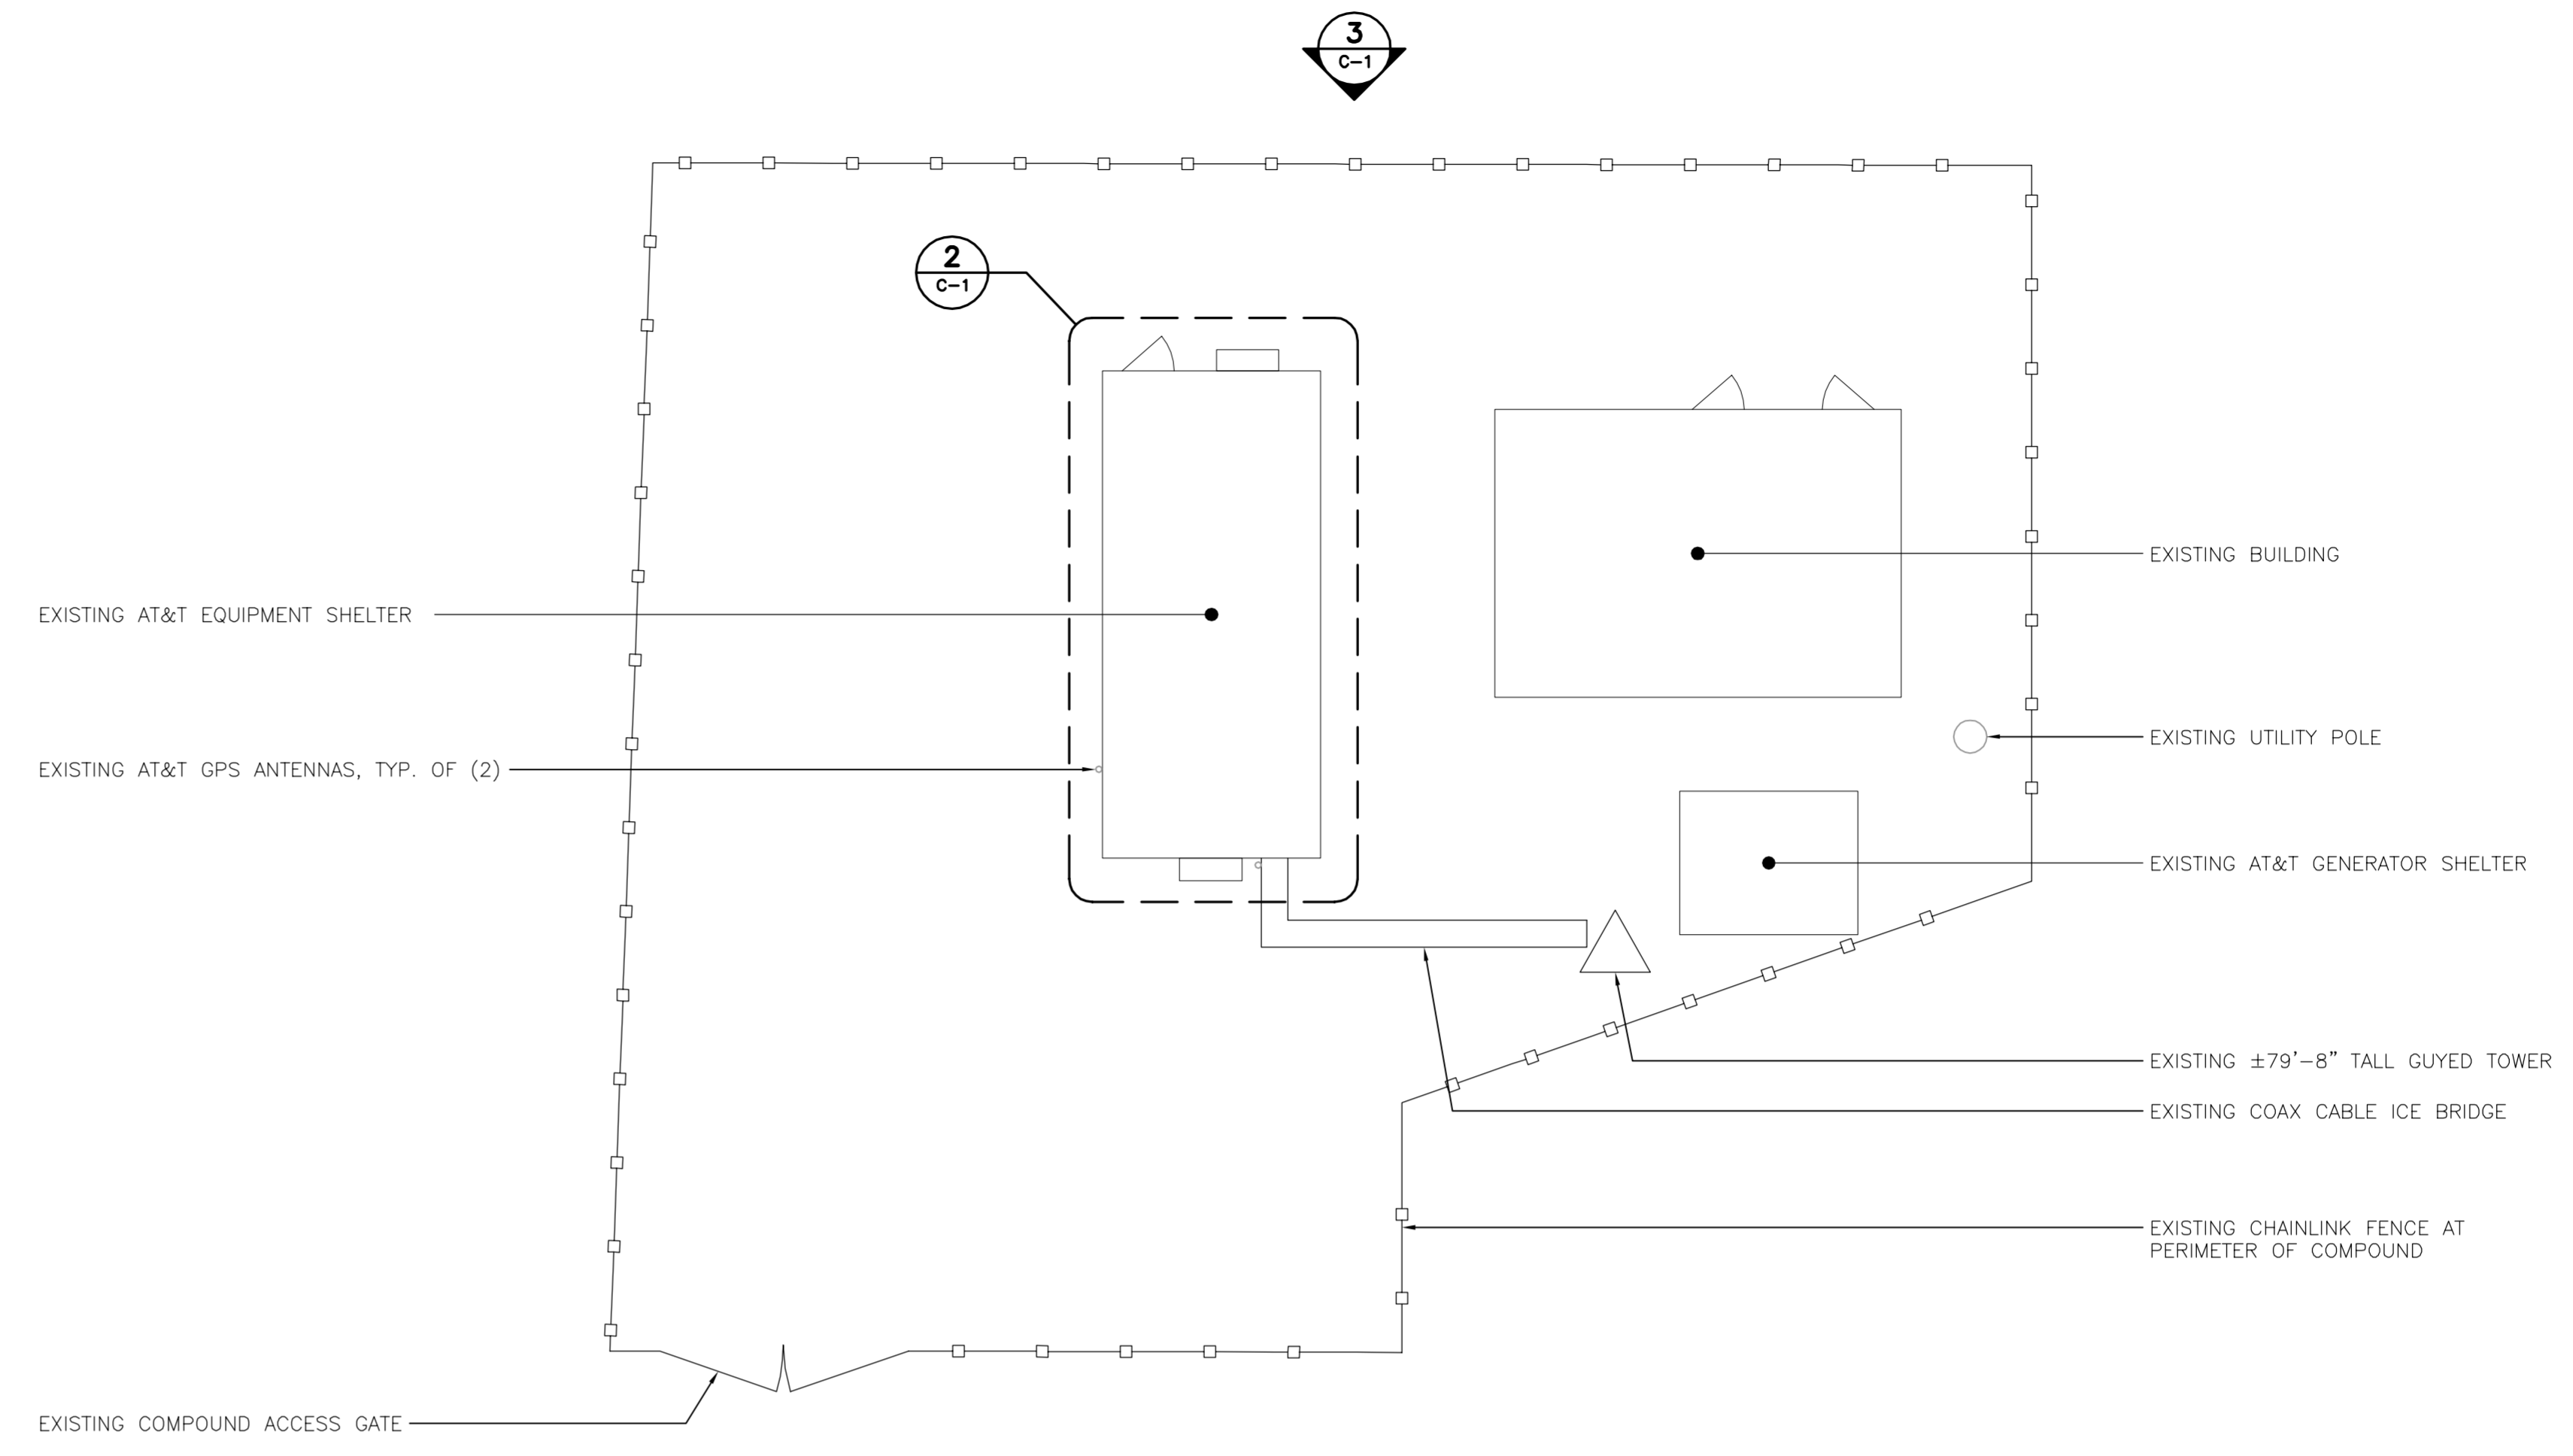 3
C-1
2
C-1
EXISTING BUILDING
EXISTING AT&T EQUIPMENT SHELTER
EXISTING UTILITY POLE
EXISTING AT&T GPS ANTENNAS, TYP. OF (2)
EXISTING AT&T GENERATOR SHELTER
EXISTING ±79'-8" TALL GUYED TOWER
EXISTING COAX CABLE ICE BRIDGE
EXISTING CHAINLINK FENCE AT
PERIMETER OF COMPOUND
EXISTING COMPOUND ACCESS GATE